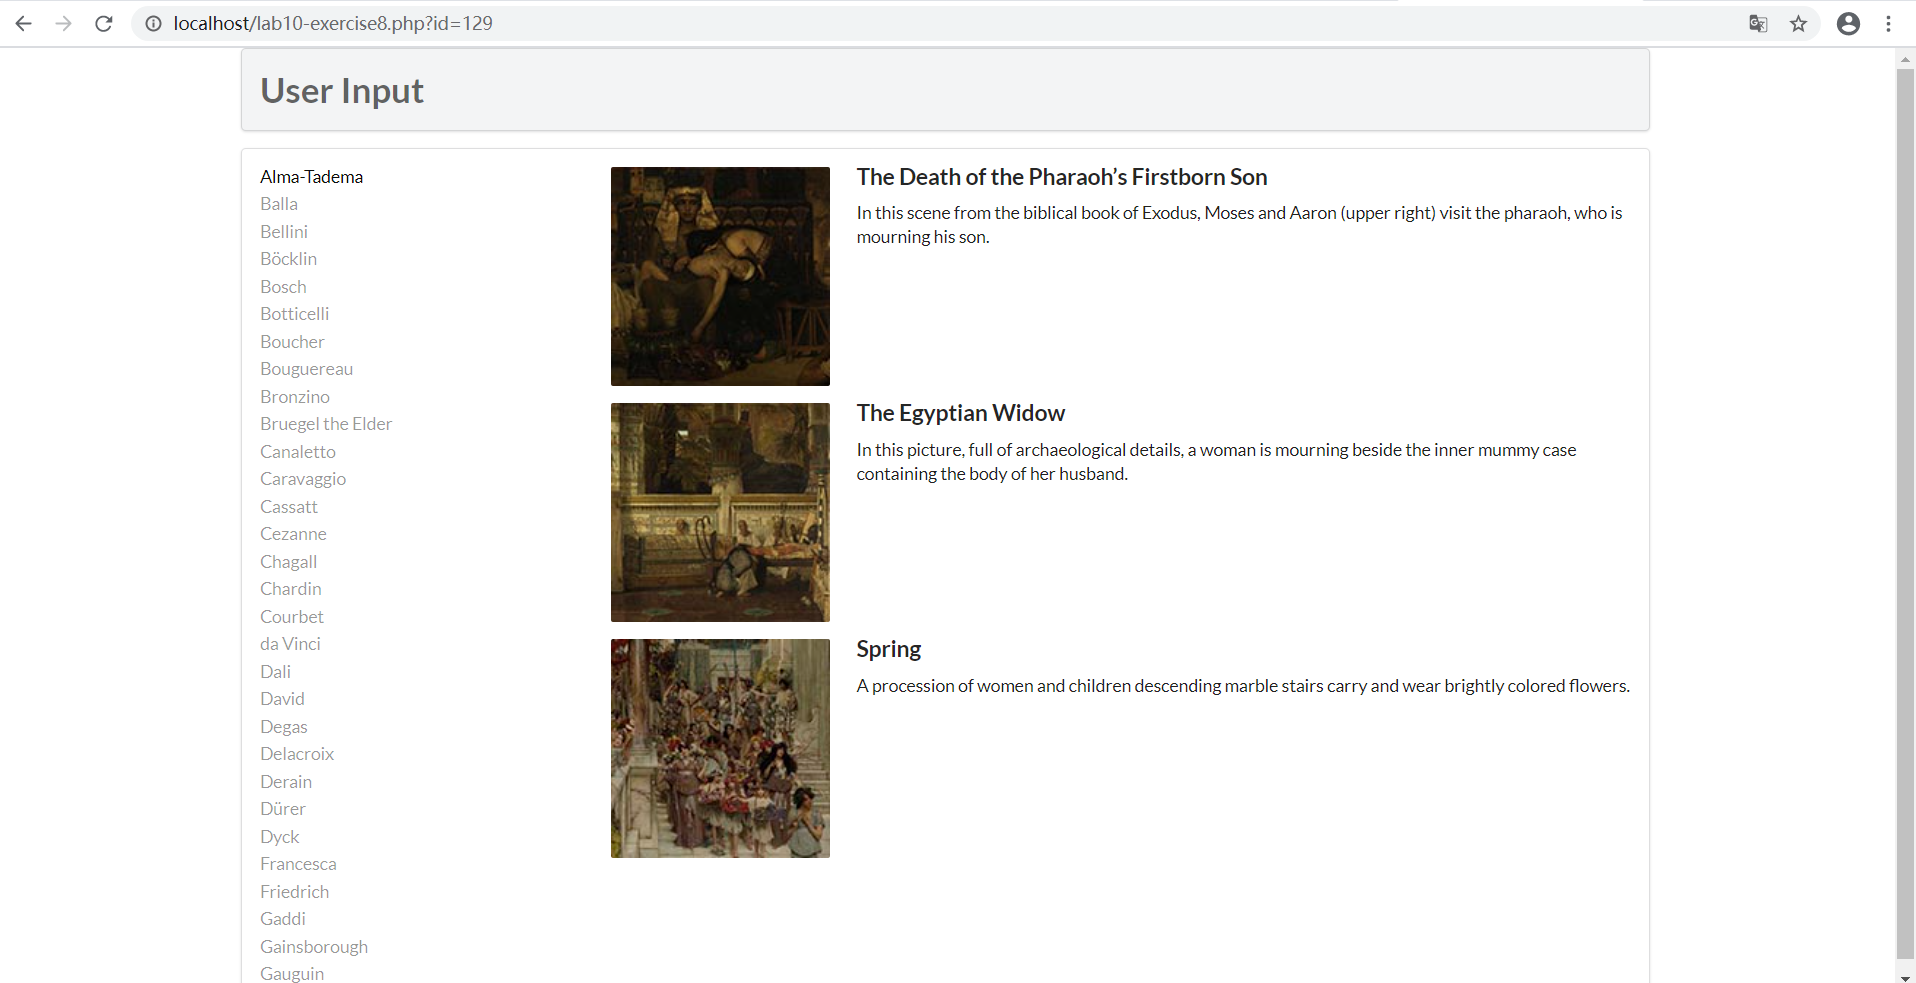 localhost/lab10-exercise8.php?id=129
User Input
Alma-Tadema
Balla
Bellini
Böcklin
Bosch
Botticelli
Boucher
Bouguereau
Bronzino
Bruegel the Elder
Canaletto
Caravaggio
Cassatt
Cezanne
Chagall
Chardin
Courbet
da Vinci
Dali
David
Degas
Delacroix
Derain
Dürer
Dyck
Francesca
Friedrich
Gaddi
Gainsborough
Gauguin
The Death of the Pharaoh’s Firstborn Son
In this scene from the biblical book of Exodus, Moses and Aaron (upper right) visit the pharaoh, who is
mourning his son.
The Egyptian Widow
In this picture, full of archaeological details, a woman is mourning beside the inner mummy case
containing the body of her husband.
Spring
A procession of women and children descending marble stairs carry and wear brightly colored flowers.